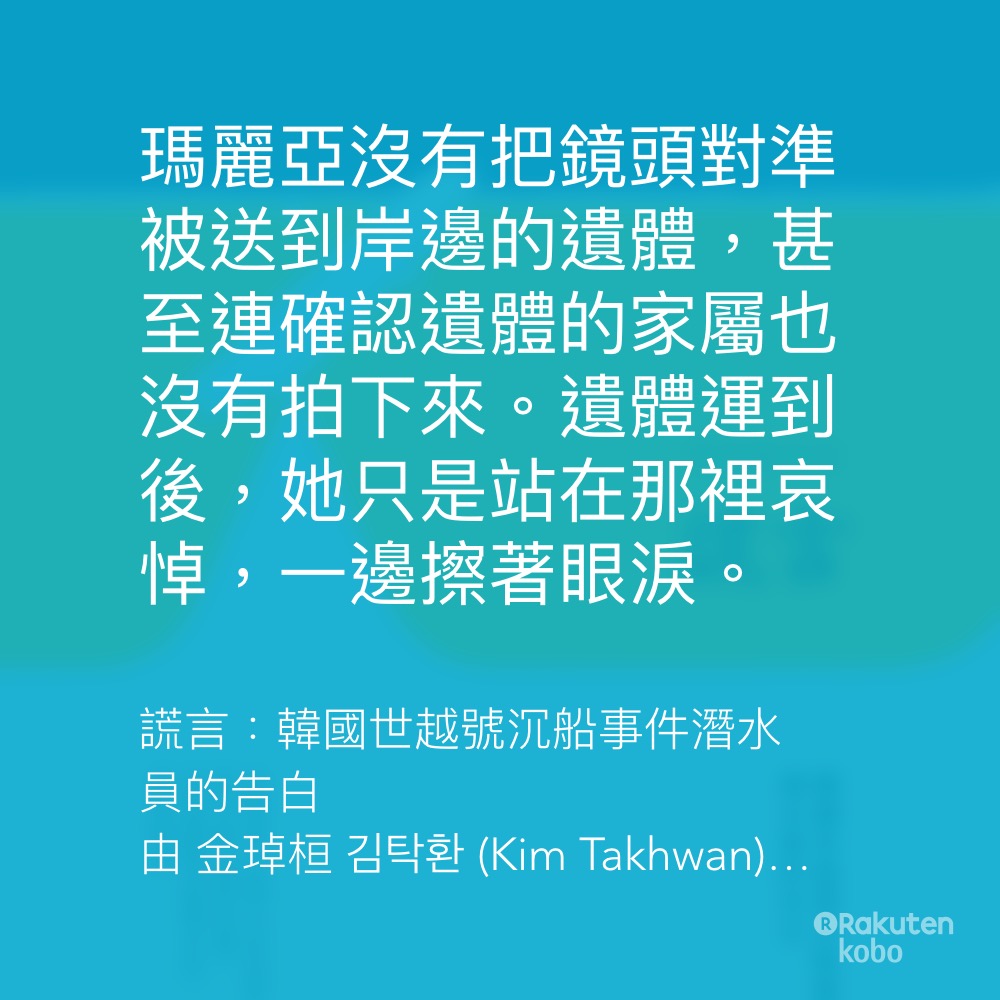 瑪麗亞沒有把鏡頭對準
被送到岸邊的遺體，甚
至連確認遺體的家屬也
沒有拍下來。遺體運到
後，她只是站在那裡哀
悼，一邊擦著眼淚。
謊言：韓國世越號沉船事件潛水
員的告白
由 金琸桓 김탁환 (Kim Takhwan)…
Rakuten
kobo